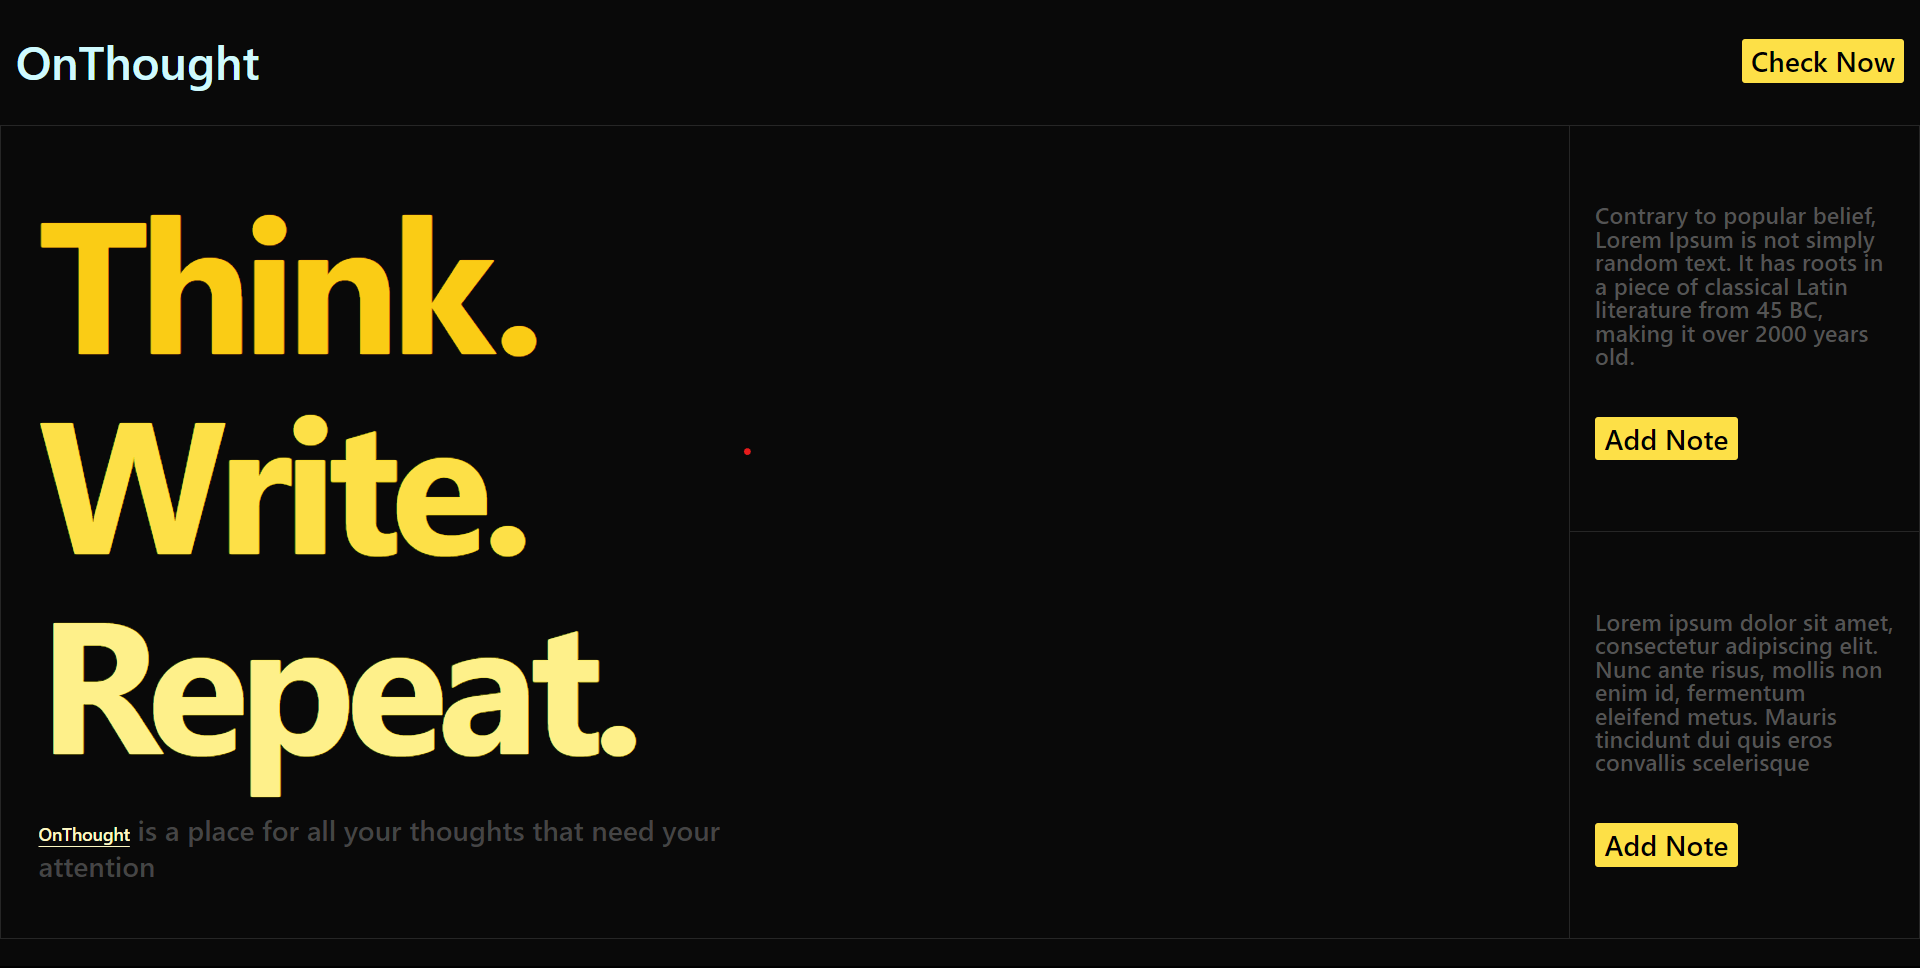 OnThought
Check Now
Think.
Write.
Repeat.
OnThought is a place for all your thoughts that need your
attention
Contrary to popular belief,
Lorem Ipsum is not simply
random text. It has roots in
a piece of classical Latin
literature from 45 BC,
making it over 2000 years
old.
Add Note
Lorem ipsum dolor sit amet,
consectetur adipiscing elit.
Nunc ante risus, mollis non
enim id, fermentum
eleifend metus. Mauris
tincidunt dui quis eros
convallis scelerisque
Add Note